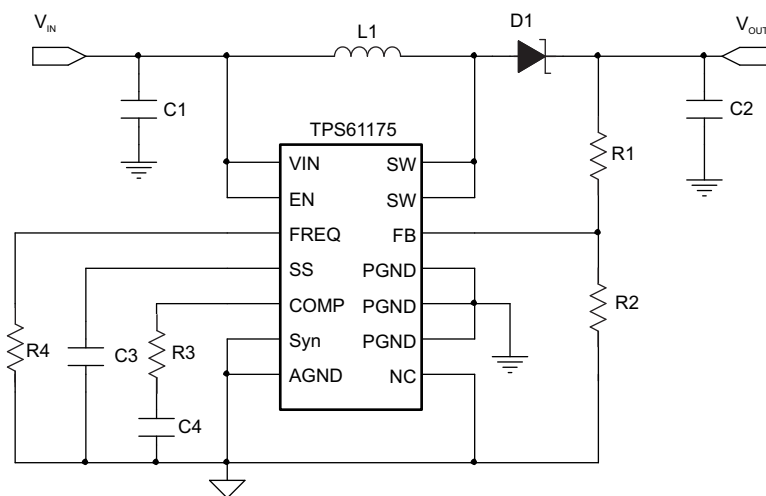 VIN
L1
D1
VOUT
C1
C2
TPS61175
R1
VIN
SW
EN
SW
FREQ
FB
SS
PGND
COMP
PGND
R2
Syn
PGND
AGND
NC
R4
C3
R3
C4